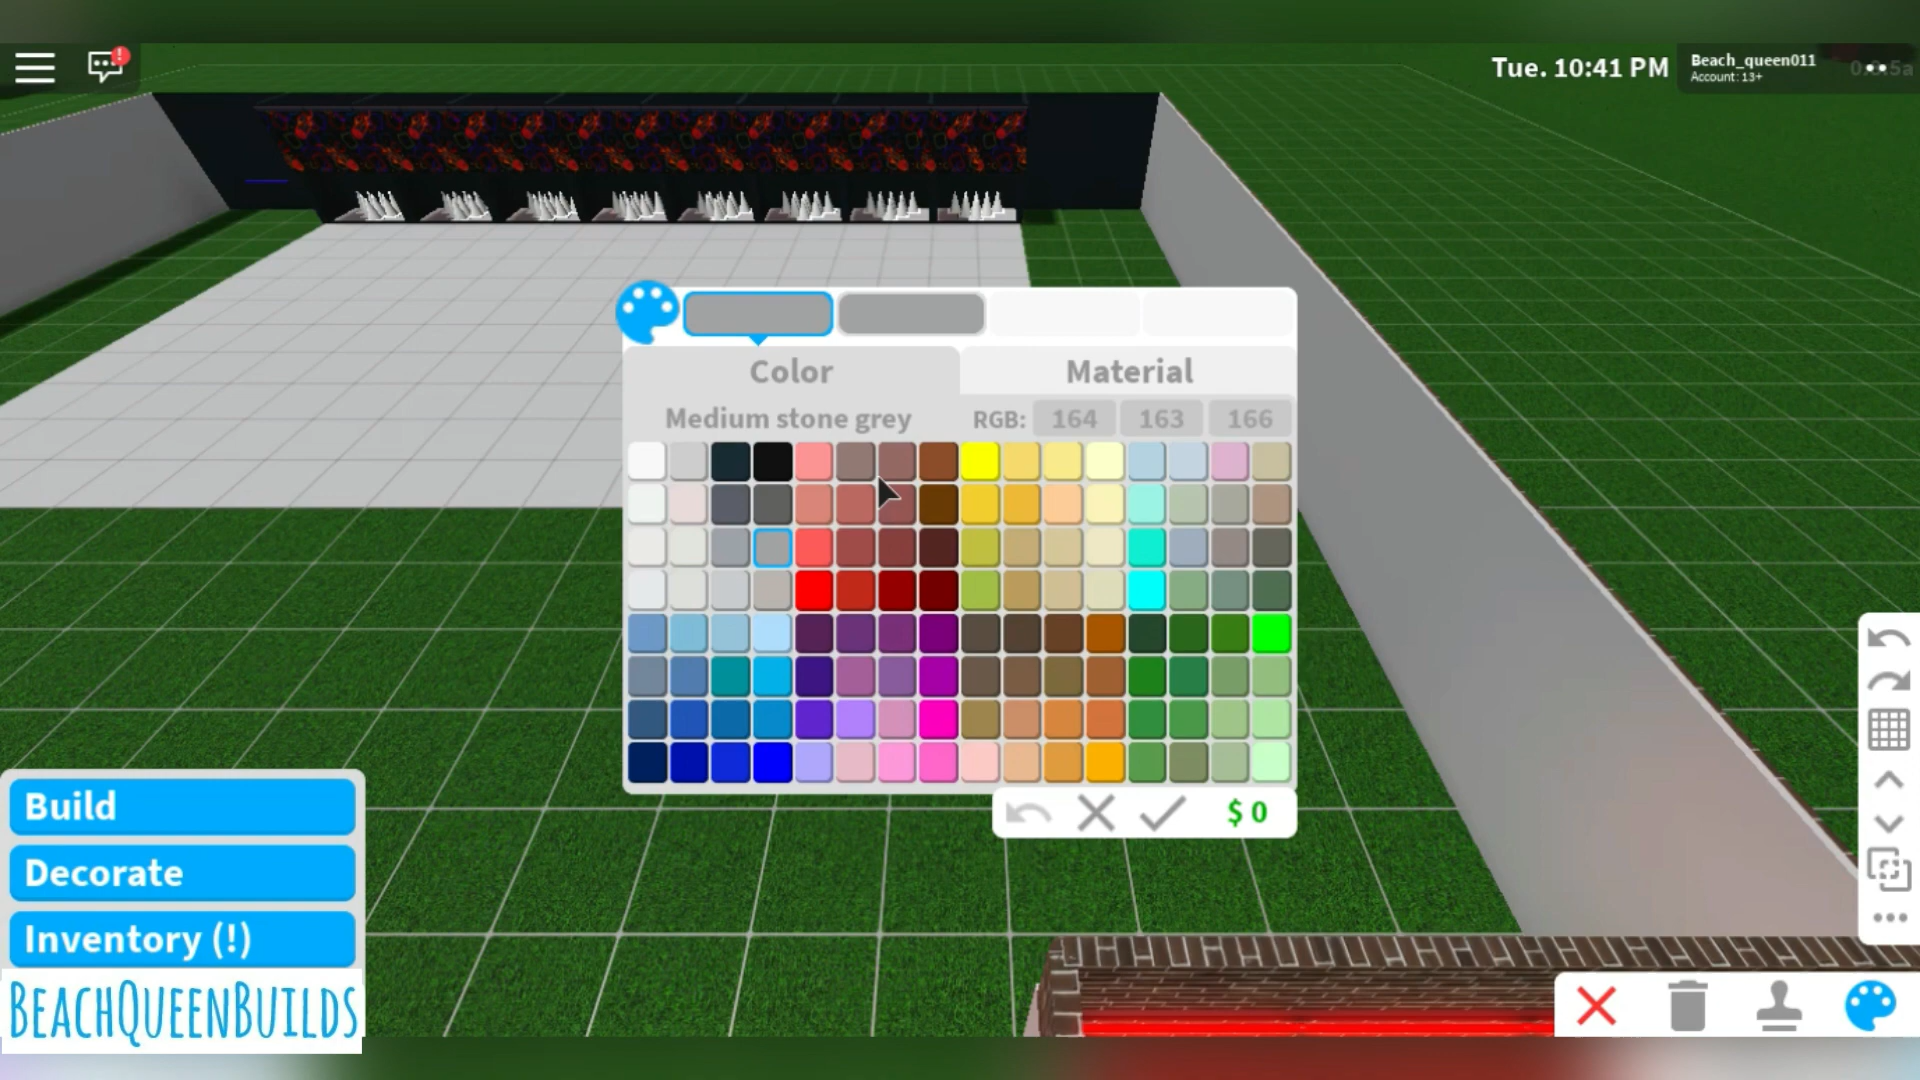 Tue. 10:41 PM
Beach_queen011
Account: 13+
Color
Material
Medium stone grey
RGB: 164 163 166
$ 0
Build
Decorate
Inventory (!)
BEACHQUEENBUILDS